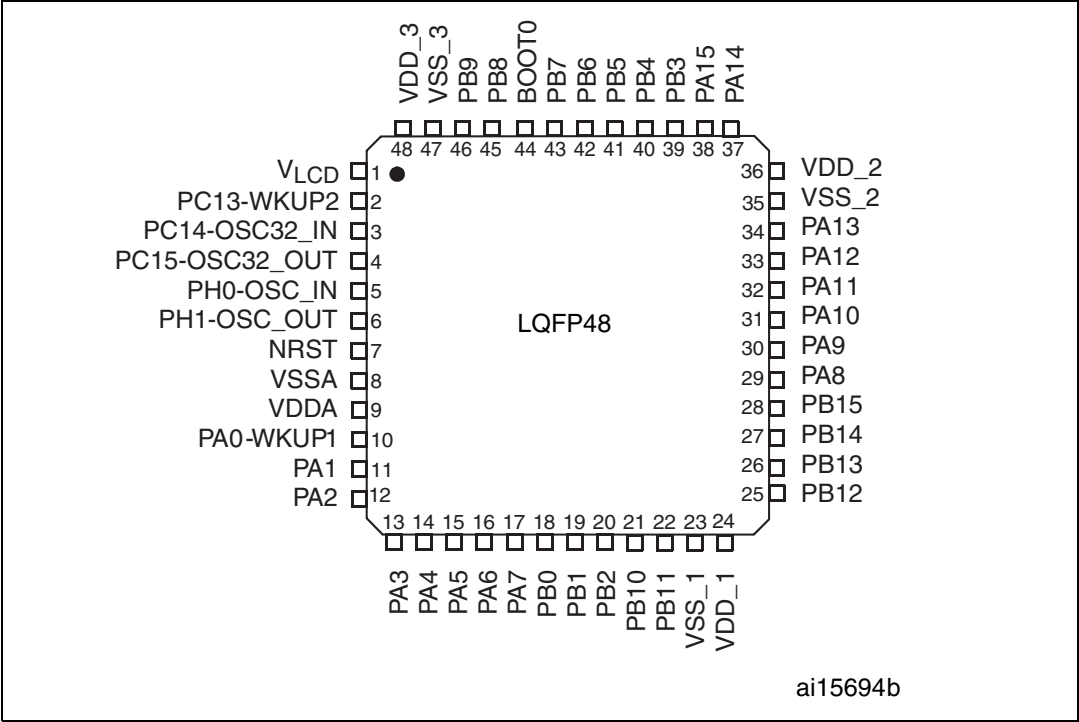 VDD_3
VSS_3
PB9
PB8
BOOT0
PB7
PB6
PB5
PB4
PB3
PA15
PA14
48 47 46 45 44 43 42 41 40 39 38 37
VLCD 1
PC13-WKUP2 2
PC14-OSC32_IN 3
PC15-OSC32_OUT 4
PH0-OSC_IN 5
PH1-OSC_OUT 6
NRST 7
VSSA 8
VDDA 9
PA0-WKUP1 10
PA1 11
PA2 12
LQFP48
36 VDD_2
35 VSS_2
34 PA13
33 PA12
32 PA11
31 PA10
30 PA9
29 PA8
28 PB15
27 PB14
26 PB13
25 PB12
13 14 15 16 17 18 19 20 21 22 23 24
PA3
PA4
PA5
PA6
PA7
PB0
PB1
PB2
PB10
PB11
VSS_1
VDD_1
ai15694b